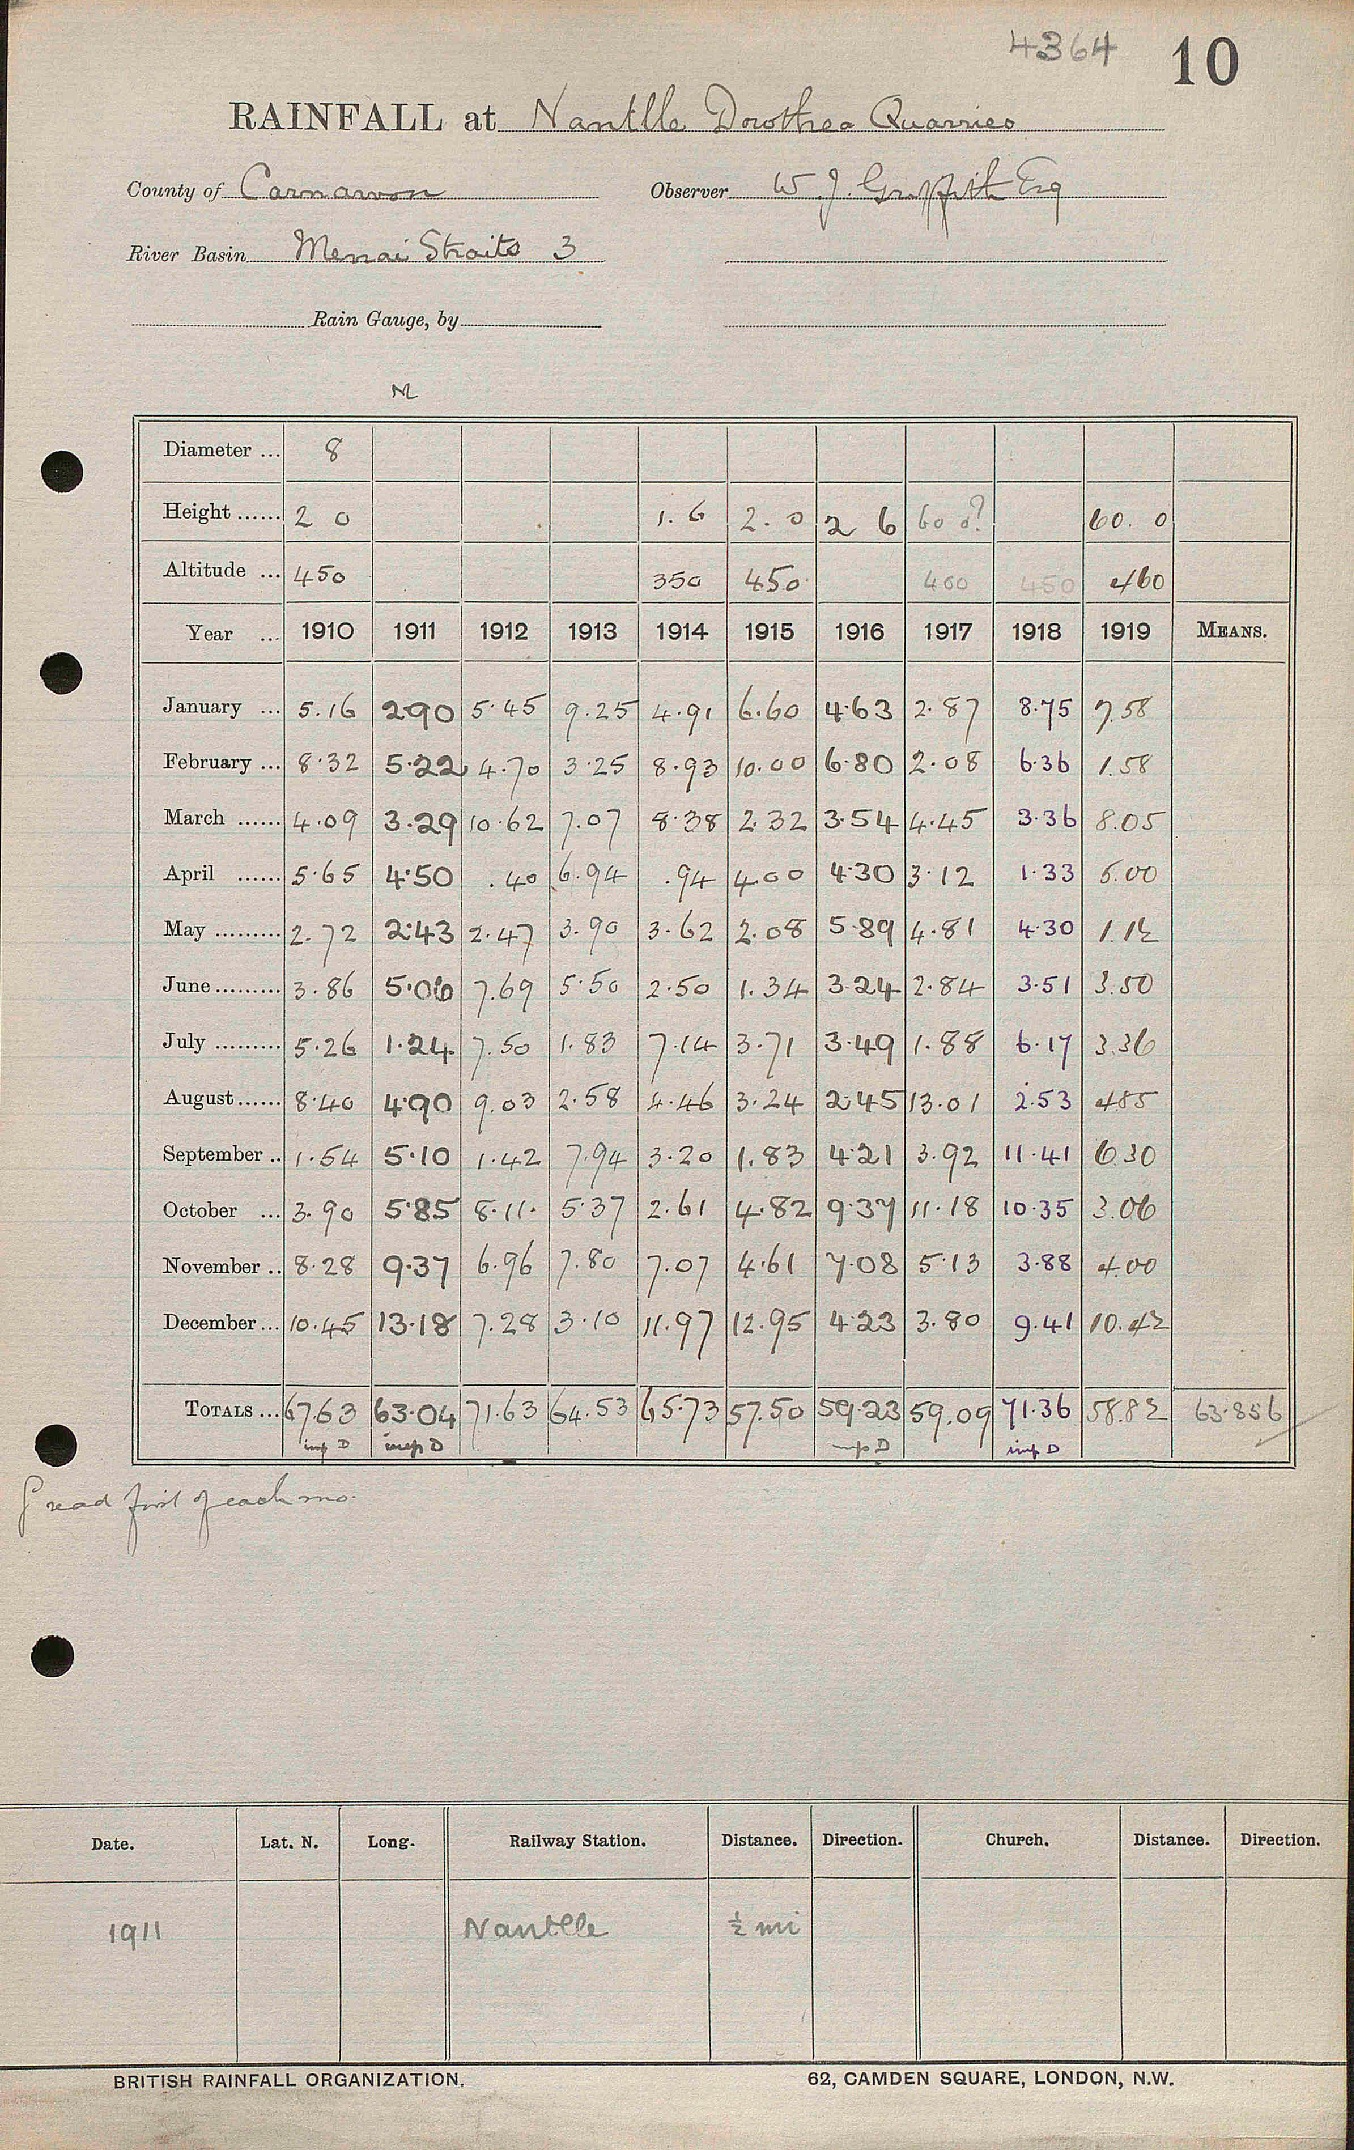 4364 10
RAINFALL at Nantlle Dorothea Quarries
County of Carnarvon Observer W. J. Griffith Esq
River Basin Menai Straits 3
Rain Gauge, by
Diameter ... 8
Height ...... 2 0 1. 6 2. 0 2 6 60 0? 60. 0
Altitude ... 450 350 450 400 450 460
Year ... 1910 1911 1912 1913 1914 1915 1916 1917 1918 1919 MEANS.
January ... 5.16 2.90 5.45 9.25 4.91 6.60 4.63 2.87 8.75 7.58
February ... 8.32 5.22 4.70 3.25 8.93 10.00 6.80 2.08 6.36 1.58
March ...... 4.09 3.29 10.62 7.07 8.38 2.32 3.54 4.45 3.36 8.05
April ...... 5.65 4.50 .40 6.94 .94 4.00 4.30 3.12 1.33 5.00
May ......... 2.72 2.43 2.47 3.90 3.62 2.08 5.89 4.81 4.30 1.12
June ......... 3.86 5.06 7.69 5.50 2.50 1.34 3.24 2.84 3.51 3.50
July ......... 5.26 1.24 7.50 1.83 7.14 3.71 3.49 1.88 6.17 3.36
August ...... 8.40 4.90 9.03 2.58 4.46 3.24 2.45 13.01 2.53 4.85
September .. 1.54 5.10 1.42 7.94 3.20 1.83 4.21 3.92 11.41 6.30
October ... 3.90 5.85 8.11. 5.37 2.61 4.82 9.37 11.18 10.35 3.06
November .. 8.28 9.37 6.96 7.80 7.07 4.61 7.08 5.13 3.88 4.00
December ... 10.45 13.18 7.28 3.10 11.97 12.95 4.23 3.80 9.41 10.42
TOTALS ... 67.63 63.04 71.63 64.53 65.73 57.50 59.23 59.09 71.36 58.82 63.856
read first of each mo.
Date. Lat. N. Long. Railway Station. Distance. Direction. Church. Distance. Direction.
1911 Nantlle ½ mi
BRITISH RAINFALL ORGANIZATION. 62, CAMDEN SQUARE, LONDON, N.W.